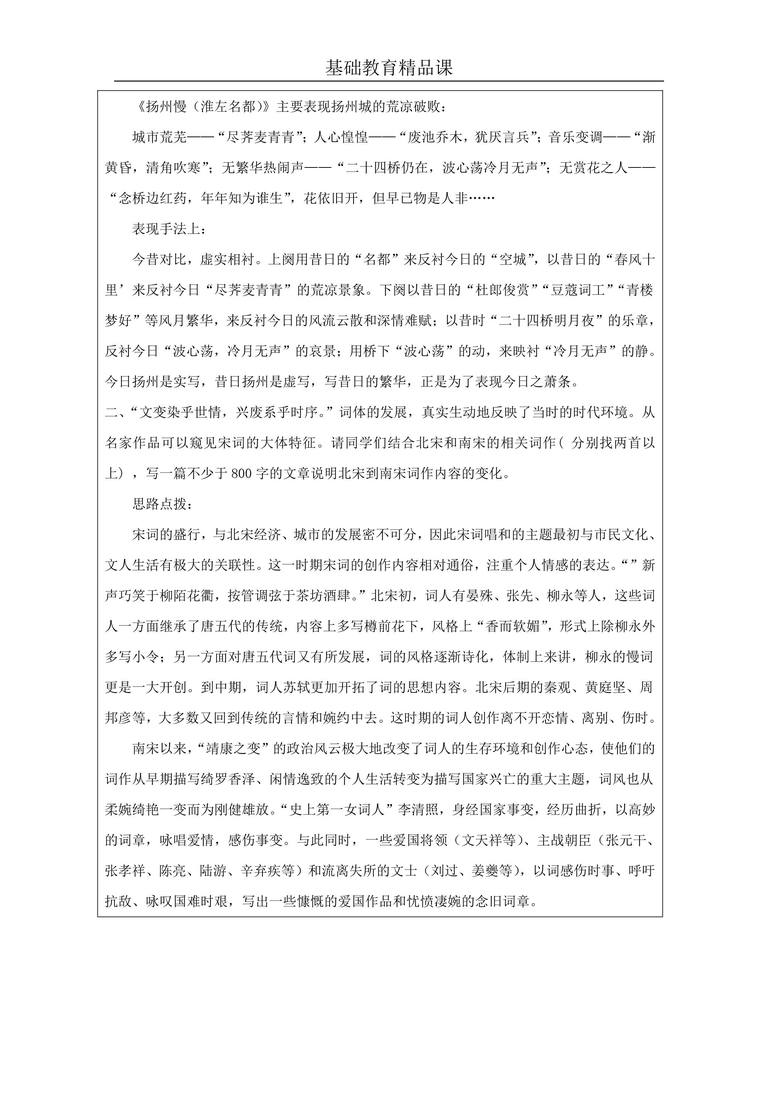 基础教育精品课
《扬州慢（淮左名都）》主要表现扬州城的荒凉破败：
城市荒芜——“尽荠麦青青”；人心惶惶——“废池乔木，犹厌言兵”；音乐变调——“渐
黄昏，清角吹寒”；无繁华热闹声——“二十四桥仍在，波心荡冷月无声”；无赏花之人——
“念桥边红药，年年知为谁生”，花依旧开，但早已物是人非……
表现手法上：
今昔对比，虚实相衬。上阕用昔日的“名都”来反衬今日的“空城”，以昔日的“春风十
里’来反衬今日“尽荠麦青青”的荒凉景象。下阕以昔日的“杜郎俊赏”“豆蔻词工”“青楼
梦好”等风月繁华，来反衬今日的风流云散和深情难赋；以昔时“二十四桥明月夜”的乐章，
反衬今日“波心荡，冷月无声”的哀景；用桥下“波心荡”的动，来映衬“冷月无声”的静。
今日扬州是实写，昔日扬州是虚写，写昔日的繁华，正是为了表现今日之萧条。
二、“文变染乎世情，兴废系乎时序。”词体的发展，真实生动地反映了当时的时代环境。从
名家作品可以窥见宋词的大体特征。请同学们结合北宋和南宋的相关词作( 分别找两首以
上) ，写一篇不少于 800 字的文章说明北宋到南宋词作内容的变化。
思路点拨：
宋词的盛行，与北宋经济、城市的发展密不可分，因此宋词唱和的主题最初与市民文化、
文人生活有极大的关联性。这一时期宋词的创作内容相对通俗，注重个人情感的表达。“”新
声巧笑于柳陌花衢，按管调弦于茶坊酒肆。”北宋初，词人有晏殊、张先、柳永等人，这些词
人一方面继承了唐五代的传统，内容上多写樽前花下，风格上“香而软媚”，形式上除柳永外
多写小令；另一方面对唐五代词又有所发展，词的风格逐渐诗化，体制上来讲，柳永的慢词
更是一大开创。到中期，词人苏轼更加开拓了词的思想内容。北宋后期的秦观、黄庭坚、周
邦彦等，大多数又回到传统的言情和婉约中去。这时期的词人创作离不开恋情、离别、伤时。
南宋以来，“靖康之变”的政治风云极大地改变了词人的生存环境和创作心态，使他们的
词作从早期描写绮罗香泽、闲情逸致的个人生活转变为描写国家兴亡的重大主题，词风也从
柔婉绮艳一变而为刚健雄放。“史上第一女词人”李清照，身经国家事变，经历曲折，以高妙
的词章，咏唱爱情，感伤事变。与此同时，一些爱国将领（文天祥等）、主战朝臣（张元干、
张孝祥、陈亮、陆游、辛弃疾等）和流离失所的文士（刘过、姜夔等），以词感伤时事、呼吁
抗敌、咏叹国难时艰，写出一些慷慨的爱国作品和忧愤凄婉的念旧词章。